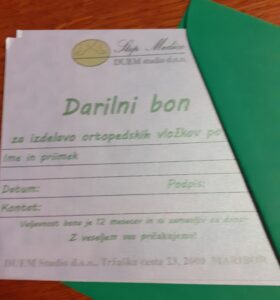 Step Medico
DUEM studio d.n.o.
Darilni bon
za izdelavo ortopedskih vložkov po
Ime in priimek
Datum: Podpis:
Kontakt:
Veljavnost bona je 12 mesecev in ni zamenljiv za denar.
Z veseljem vas pričakujemo!
DUEM Studio d.n.o., Tržaška cesta 23, 2000 MARIBOR